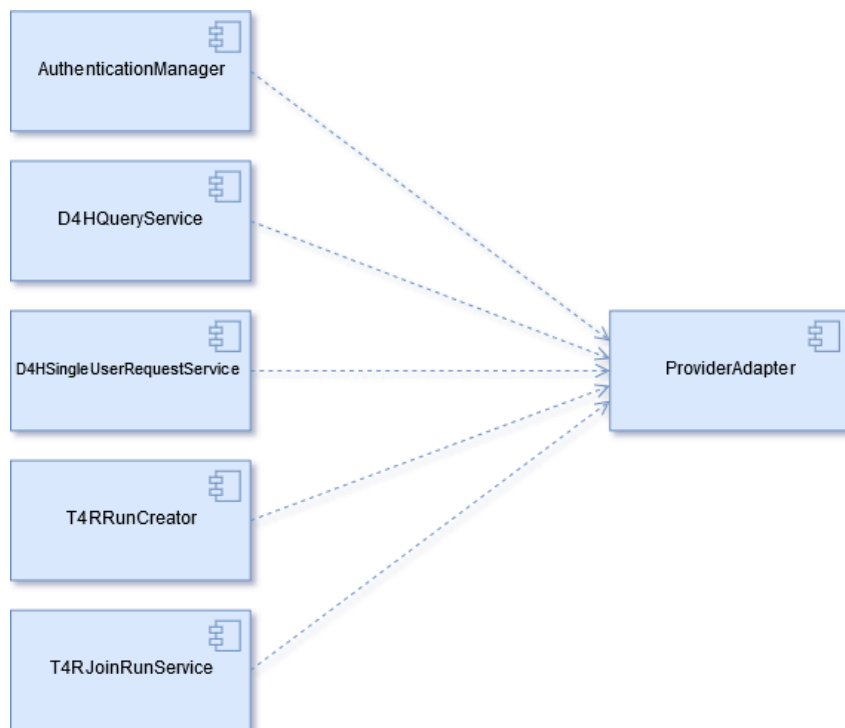 AuthenticationManager
D4HQueryService
D4HSingleUserRequestService
ProviderAdapter
T4RRunCreator
T4RJoinRunService